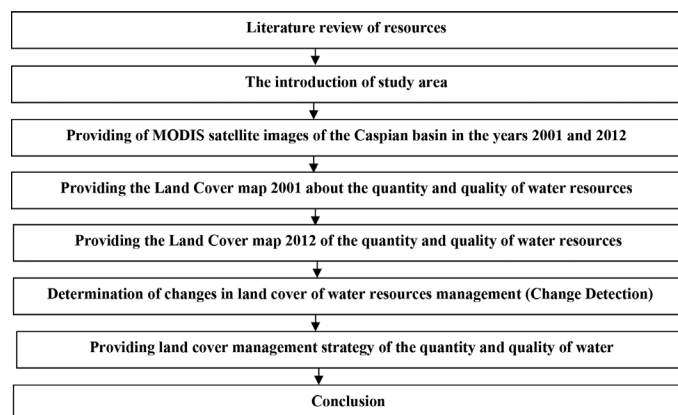 Literature review of resources
The introduction of study area
Providing of MODIS satellite images of the Caspian basin in the years 2001 and 2012
Providing the Land Cover map 2001 about the quantity and quality of water resources
Providing the Land Cover map 2012 of the quantity and quality of water resources
Determination of changes in land cover of water resources management (Change Detection)
Providing land cover management strategy of the quantity and quality of water
Conclusion